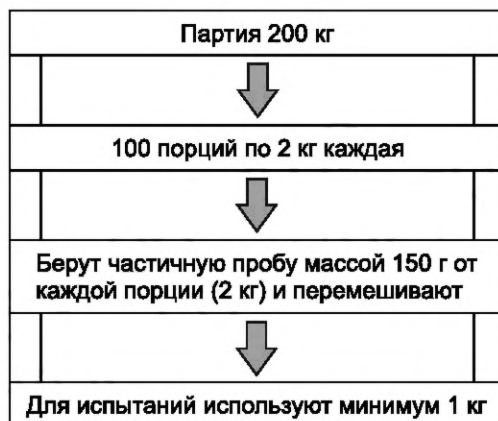 Партия 200 кг
100 порций по 2 кг каждая
Берут частичную пробу массой 150 г от
каждой порции (2 кг) и перемешивают
Для испытаний используют минимум 1 кг